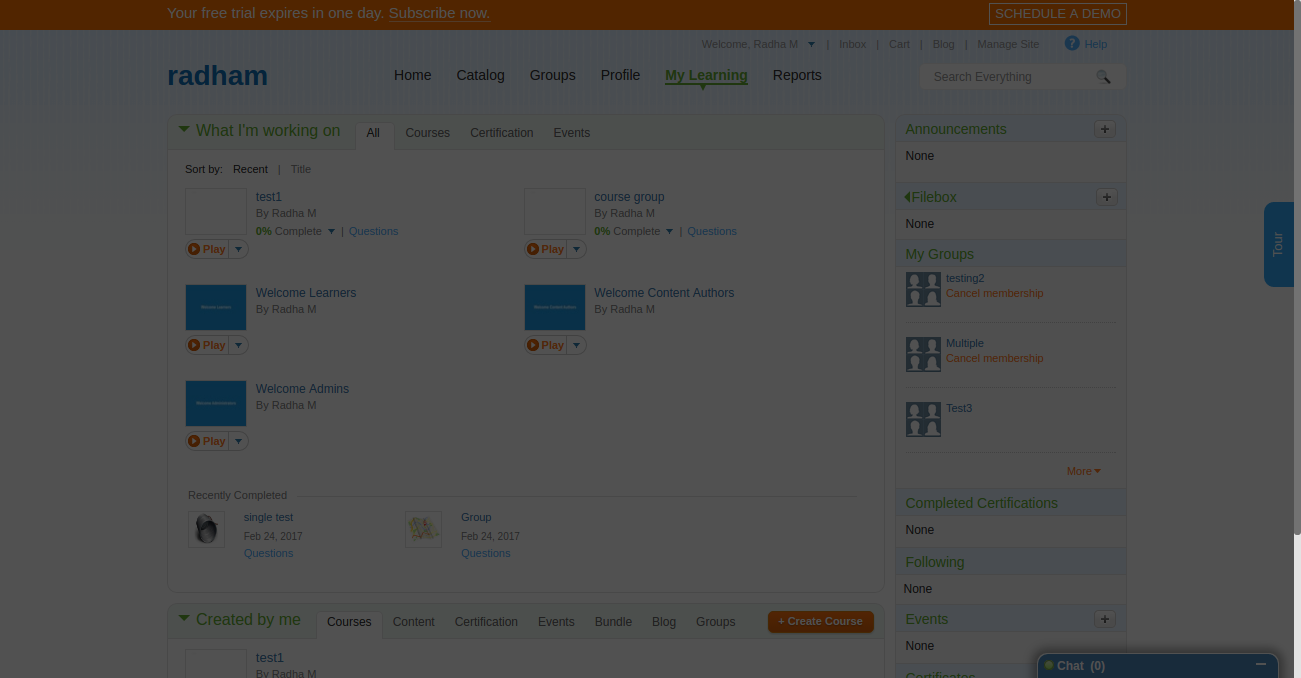 Your free trial expires in one day. Subscribe now.
SCHEDULE A DEMO
Welcome, Radha M | Inbox | Cart | Blog | Manage Site ? Help
radham
Home Catalog Groups Profile My Learning Reports
Search Everything
What I'm working on All Courses Certification Events
Sort by: Recent | Title
test1
By Radha M
0% Complete | Questions
Play
course group
By Radha M
0% Complete | Questions
Play
Welcome Learners
By Radha M
Play
Welcome Content Authors
By Radha M
Play
Welcome Admins
By Radha M
Play
Recently Completed
single test
Feb 24, 2017
Questions
Group
Feb 24, 2017
Questions
Created by me Courses Content Certification Events Bundle Blog Groups + Create Course
test1
By Radha M
Announcements +
None
Filebox +
None
My Groups
testing2
Cancel membership
Multiple
Cancel membership
Test3
More
Completed Certifications
None
Following
None
Events +
None
Certificates
Tour
Chat (0)